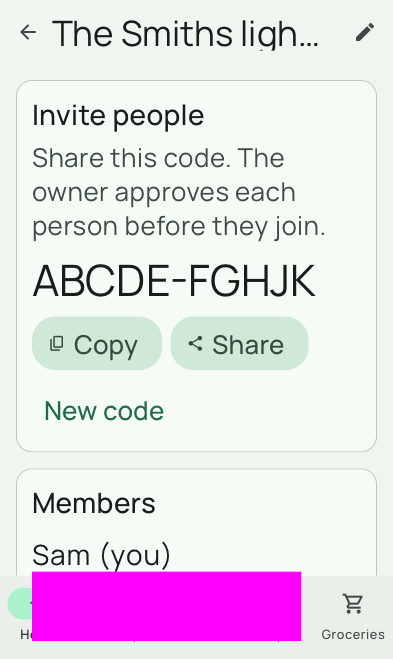 The Smiths ligh…
Invite people
Share this code. The
owner approves each
person before they join.
ABCDE-FGHJK
Copy
Share
New code
Members
Sam (you)
Groceries